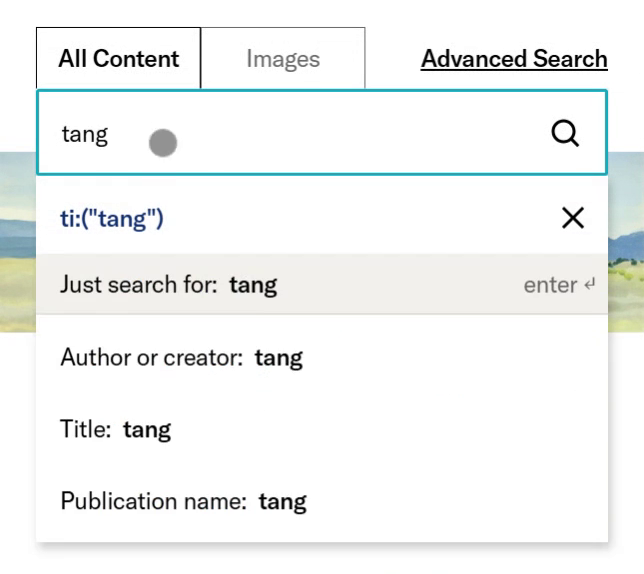 All Content Images Advanced Search
tang
ti:("tang")
Just search for: tang enter ↵
Author or creator: tang
Title: tang
Publication name: tang